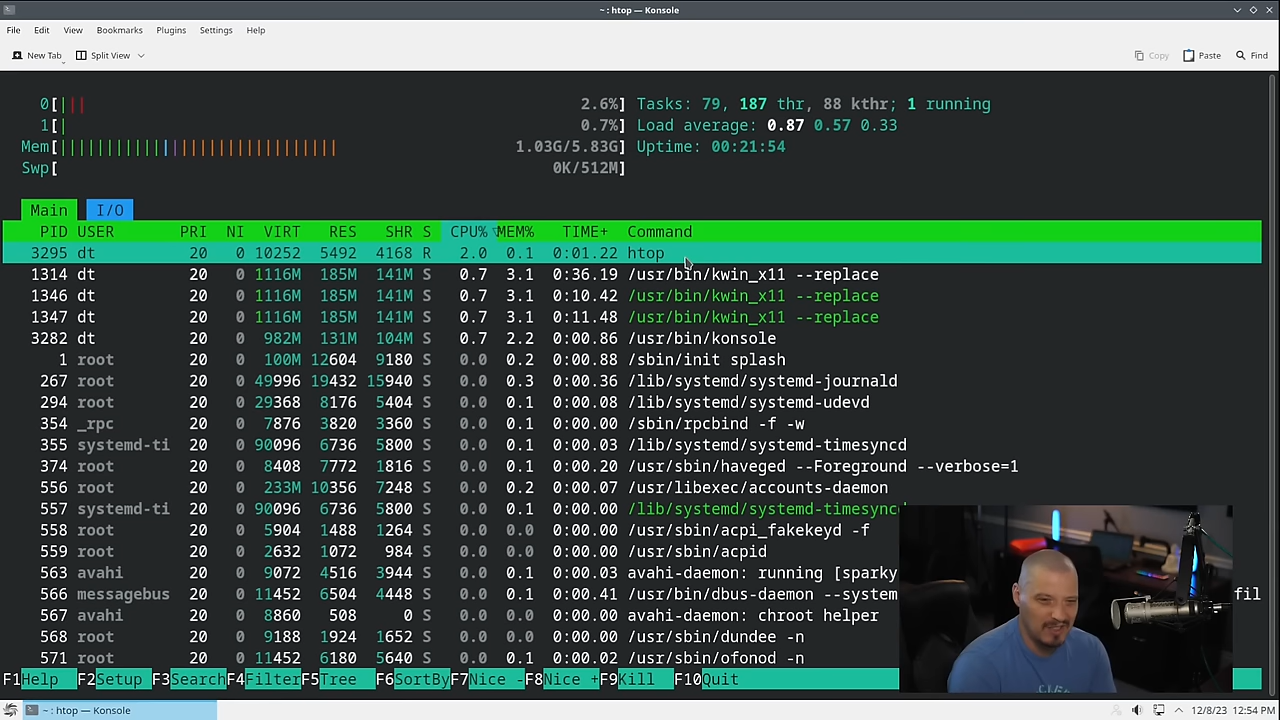 ~ : htop — Konsole
File Edit View Bookmarks Plugins Settings Help
New Tab Split View Copy Paste Find
0[||| 2.6%] Tasks: 79, 187 thr, 88 kthr; 1 running
1[| 0.7%] Load average: 0.87 0.57 0.33
Mem[|||||||||||||||||||||||||||||| 1.03G/5.83G] Uptime: 00:21:54
Swp[ 0K/512M]
Main I/O
PID USER PRI NI VIRT RES SHR S CPU%▽MEM% TIME+ Command
3295 dt 20 0 10252 5492 4168 R 2.0 0.1 0:01.22 htop
1314 dt 20 0 1116M 185M 141M S 0.7 3.1 0:36.19 /usr/bin/kwin_x11 --replace
1346 dt 20 0 1116M 185M 141M S 0.7 3.1 0:10.42 /usr/bin/kwin_x11 --replace
1347 dt 20 0 1116M 185M 141M S 0.7 3.1 0:11.48 /usr/bin/kwin_x11 --replace
3282 dt 20 0 982M 131M 104M S 0.7 2.2 0:00.86 /usr/bin/konsole
1 root 20 0 100M 12604 9180 S 0.0 0.2 0:00.88 /sbin/init splash
267 root 20 0 49996 19432 15940 S 0.0 0.3 0:00.36 /lib/systemd/systemd-journald
294 root 20 0 29368 8176 5404 S 0.0 0.1 0:00.08 /lib/systemd/systemd-udevd
354 _rpc 20 0 7876 3820 3360 S 0.0 0.1 0:00.00 /sbin/rpcbind -f -w
355 systemd-ti 20 0 90096 6736 5800 S 0.0 0.1 0:00.03 /lib/systemd/systemd-timesyncd
374 root 20 0 8408 7772 1816 S 0.0 0.1 0:00.20 /usr/sbin/haveged --Foreground --verbose=1
556 root 20 0 233M 10356 7248 S 0.0 0.2 0:00.07 /usr/libexec/accounts-daemon
557 systemd-ti 20 0 90096 6736 5800 S 0.0 0.1 0:00.00 /lib/systemd/systemd-timesyncd
558 root 20 0 5904 1488 1264 S 0.0 0.0 0:00.00 /usr/sbin/acpi_fakekeyd -f
559 root 20 0 2632 1072 984 S 0.0 0.0 0:00.00 /usr/sbin/acpid
563 avahi 20 0 9072 4516 3944 S 0.0 0.1 0:00.03 avahi-daemon: running [sparky
566 messagebus 20 0 11452 6504 4448 S 0.0 0.1 0:00.41 /usr/bin/dbus-daemon --system fil
567 avahi 20 0 8860 508 0 S 0.0 0.0 0:00.00 avahi-daemon: chroot helper
568 root 20 0 9188 1924 1652 S 0.0 0.0 0:00.00 /usr/sbin/dundee -n
571 root 20 0 11452 6180 5640 S 0.0 0.1 0:00.02 /usr/sbin/ofonod -n
F1Help F2Setup F3SearchF4FilterF5Tree F6SortByF7Nice -F8Nice +F9Kill F10Quit
~ : htop — Konsole 12/8/23 12:54 PM